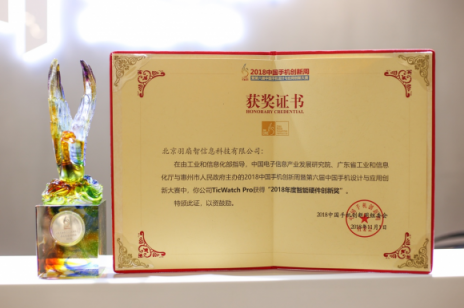 2018中国手机创新周
获奖证书
HONORARY CREDENTIAL
北京羽扇智信息科技有限公司：
在由工业和信息化部指导、中国电子信息产业发展研究院、广东省工业和信息
化厅与惠州市人民政府主办的2018中国手机创新周暨第六届中国手机设计与应用创
新大赛中，你公司TicWatch Pro获得“2018年度智能硬件创新奖”。
特颁此证，以资鼓励。
2018中国手机创新周组委会